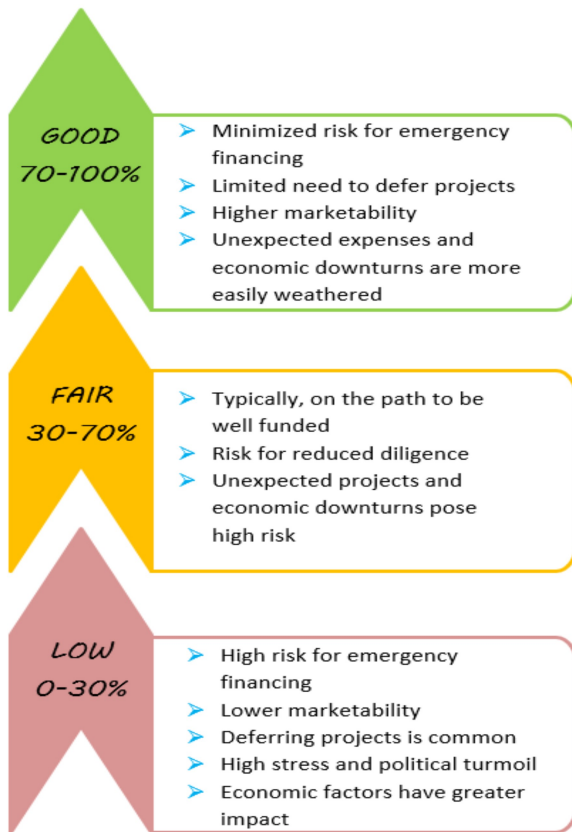 GOOD
70-100%
➢ Minimized risk for emergency
financing
➢ Limited need to defer projects
➢ Higher marketability
➢ Unexpected expenses and
economic downturns are more
easily weathered
FAIR
30-70%
➢ Typically, on the path to be
well funded
➢ Risk for reduced diligence
➢ Unexpected projects and
economic downturns pose
high risk
LOW
0-30%
➢ High risk for emergency
financing
➢ Lower marketability
➢ Deferring projects is common
➢ High stress and political turmoil
➢ Economic factors have greater
impact